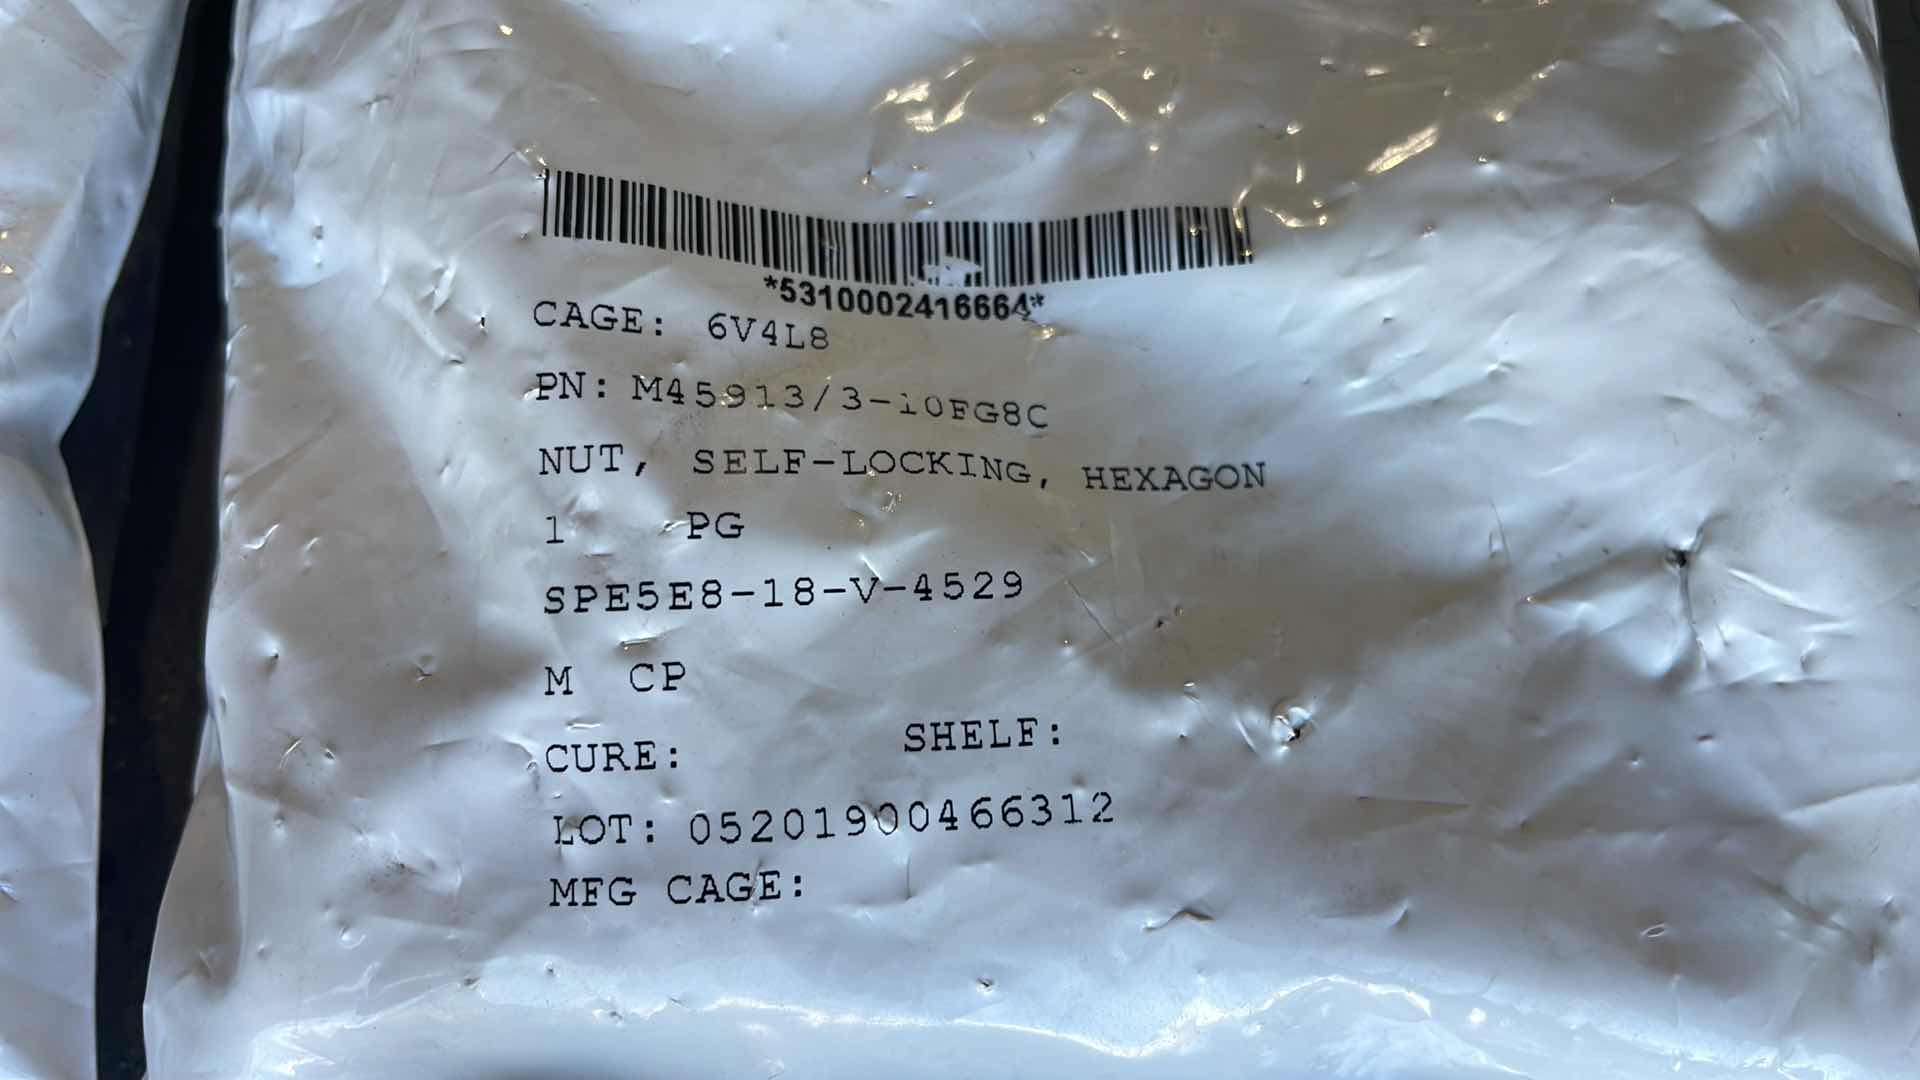 *5310002416664*
CAGE: 6V4L8
PN: M45913/3-10FG8C
NUT, SELF-LOCKING, HEXAGON
1 PG
SPE5E8-18-V-4529
M CP
CURE: SHELF:
LOT: 05201900466312
MFG CAGE: